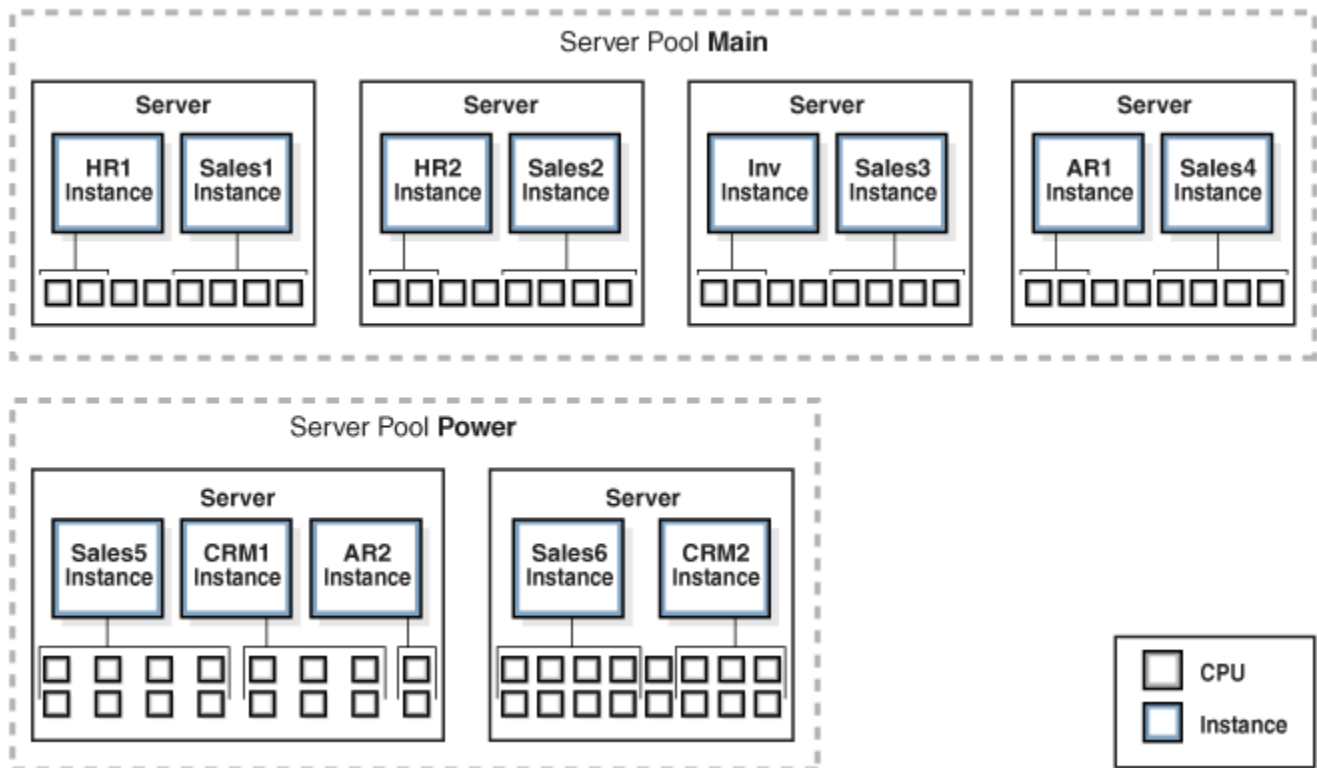 Server Pool Main
Server
HR1
Instance
Sales1
Instance
Server
HR2
Instance
Sales2
Instance
Server
Inv
Instance
Sales3
Instance
Server
AR1
Instance
Sales4
Instance
Server Pool Power
Server
Sales5
Instance
CRM1
Instance
AR2
Instance
Server
Sales6
Instance
CRM2
Instance
CPU
Instance